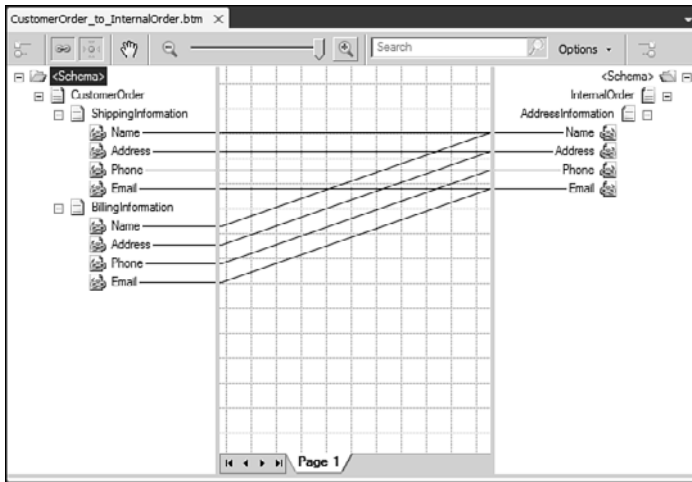 CustomerOrder_to_InternalOrder.btm
Search
Options
<Schema>
CustomerOrder
ShippingInformation
Name
Address
Phone
Email
BillingInformation
Name
Address
Phone
Email
<Schema>
InternalOrder
AddressInformation
Name
Address
Phone
Email
Page 1